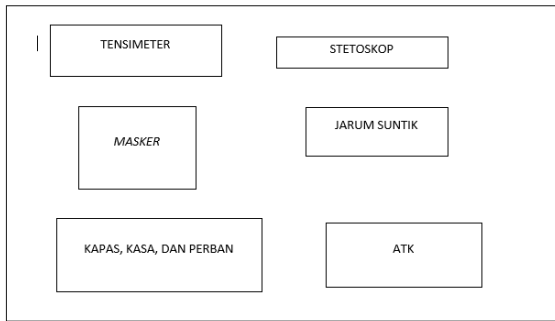 TENSIMETER
STETOSKOP
MASKER
JARUM SUNTIK
KAPAS, KASA, DAN PERBAN
ATK